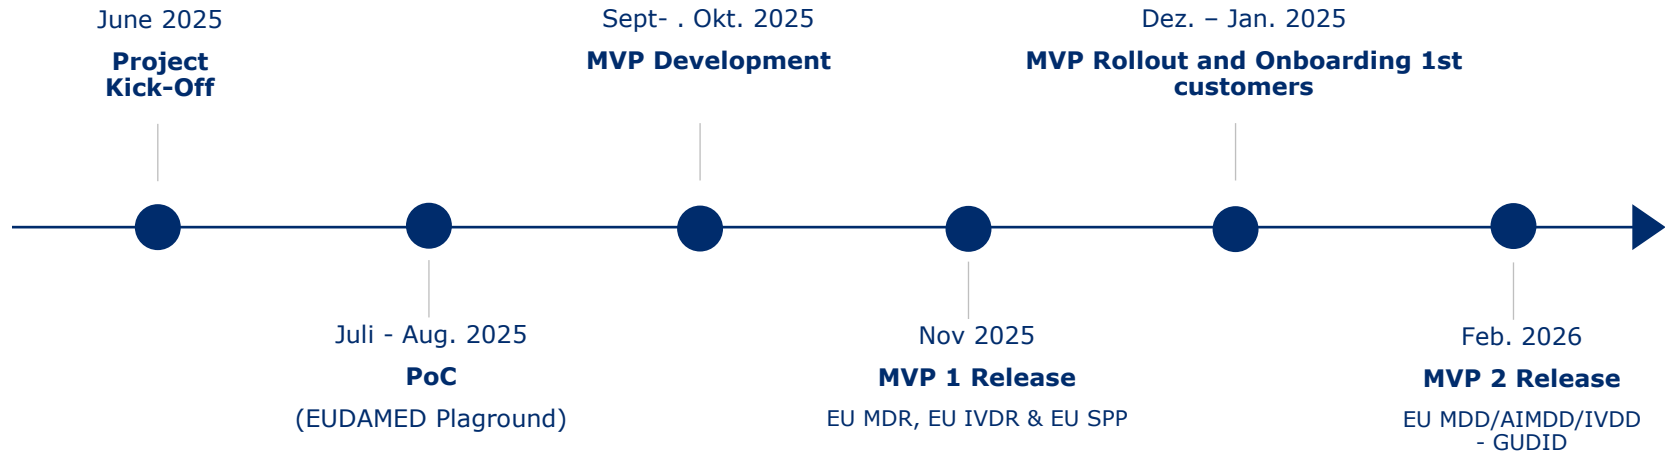 June 2025
Project
Kick-Off
Juli - Aug. 2025
PoC
(EUDAMED Plaground)
Sept- . Okt. 2025
MVP Development
Nov 2025
MVP 1 Release
EU MDR, EU IVDR & EU SPP
Dez. – Jan. 2025
MVP Rollout and Onboarding 1st
customers
Feb. 2026
MVP 2 Release
EU MDD/AIMDD/IVDD
- GUDID